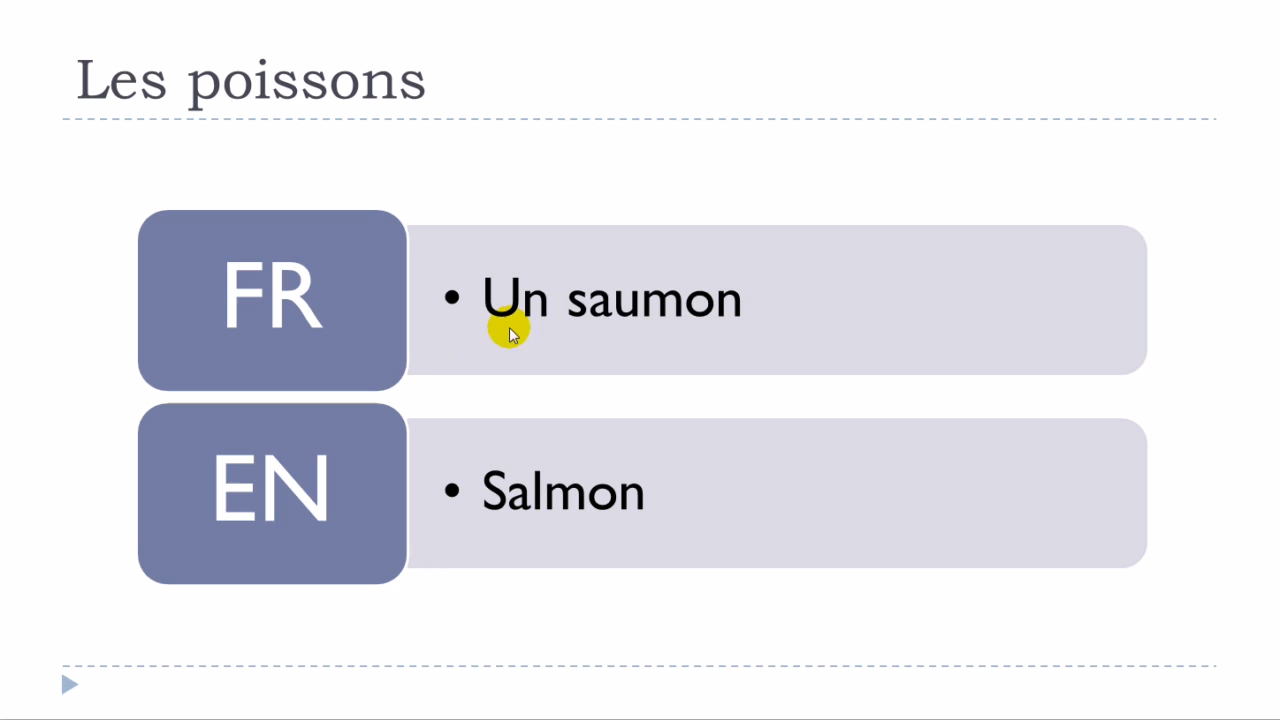 Les poissons
FR
• Un saumon
EN
• Salmon